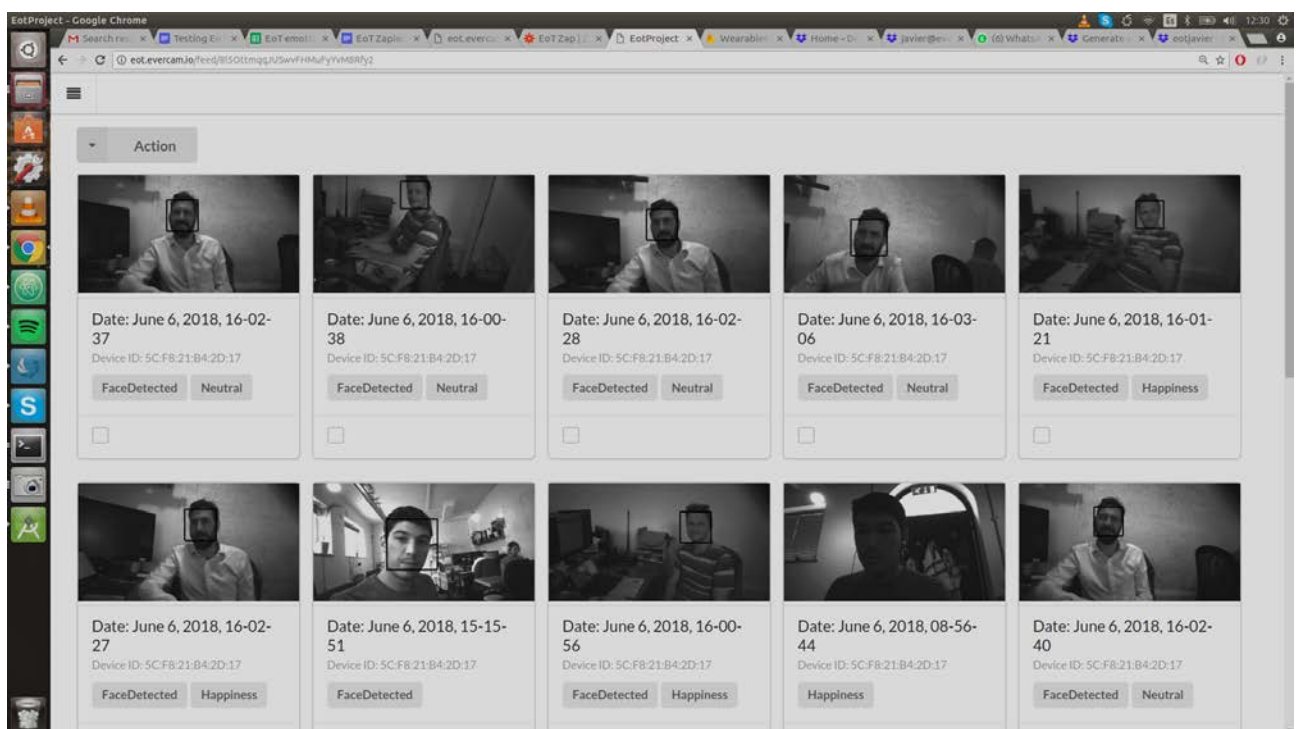 EotProject - Google Chrome
Es 12:30
Search res Testing Eo EoT emoti EoT Zapie eot.everca EoT Zap | EotProject Wearables Home - D javier@ev (6) Whats Generate eotjavier
eot.evercam.io/feed/
Action
Date: June 6, 2018, 16-02-37
Device ID: 5C:F8:21:B4:2D:17
FaceDetected Neutral
Date: June 6, 2018, 16-00-38
Device ID: 5C:F8:21:B4:2D:17
FaceDetected Neutral
Date: June 6, 2018, 16-02-28
Device ID: 5C:F8:21:B4:2D:17
FaceDetected Neutral
Date: June 6, 2018, 16-03-06
Device ID: 5C:F8:21:B4:2D:17
FaceDetected Neutral
Date: June 6, 2018, 16-01-21
Device ID: 5C:F8:21:B4:2D:17
FaceDetected Happiness
Date: June 6, 2018, 16-02-27
Device ID: 5C:F8:21:B4:2D:17
FaceDetected Happiness
Date: June 6, 2018, 15-15-51
Device ID: 5C:F8:21:B4:2D:17
FaceDetected
Date: June 6, 2018, 16-00-56
Device ID: 5C:F8:21:B4:2D:17
FaceDetected Happiness
Date: June 6, 2018, 08-56-44
Device ID: 5C:F8:21:B4:2D:17
Happiness
Date: June 6, 2018, 16-02-40
Device ID: 5C:F8:21:B4:2D:17
FaceDetected Neutral